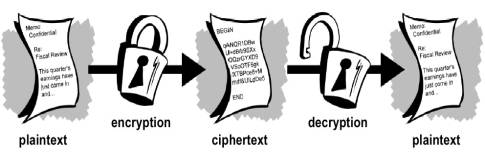 Memo:
Confidential
Re:
Fiscal Review
This quarter's
earnings have
just come in
and...
BEGIN
END
Memo:
Confidential
Re:
Fiscal Review
This quarter's
earnings have
just come in
and...
plaintext
encryption
ciphertext
decryption
plaintext